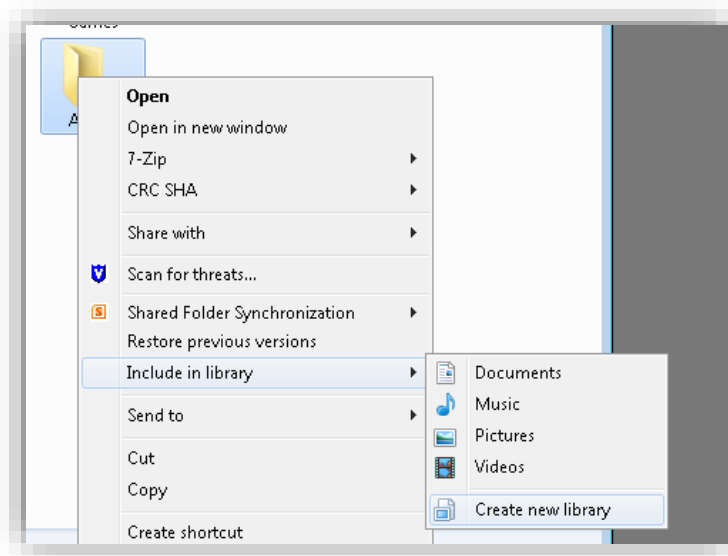 Games
A
Open
Open in new window
7-Zip
CRC SHA
Share with
Scan for threats...
Shared Folder Synchronization
Restore previous versions
Include in library
Send to
Cut
Copy
Create shortcut
Documents
Music
Pictures
Videos
Create new library